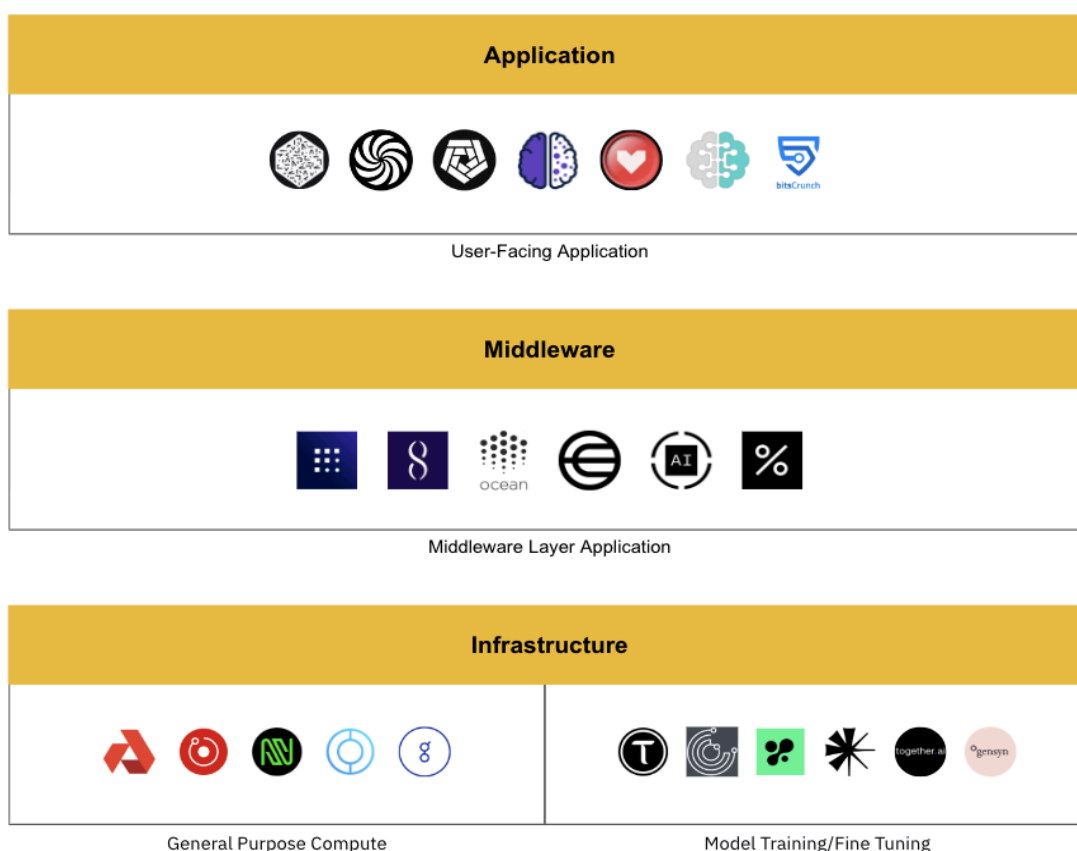 Application
bitsCrunch
User-Facing Application
Middleware
ocean
AI
%
Middleware Layer Application
Infrastructure
together.ai
gensyn
General Purpose Compute
Model Training/Fine Tuning